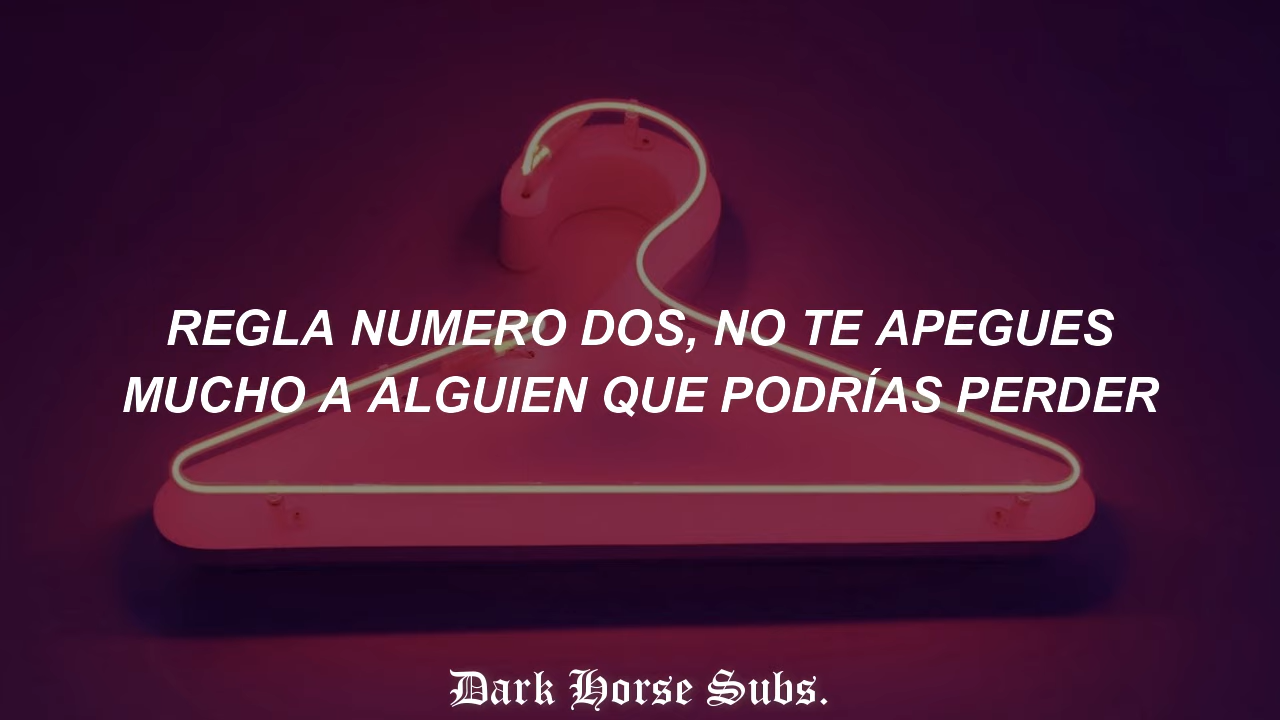 REGLA NUMERO DOS, NO TE APEGUES
MUCHO A ALGUIEN QUE PODRÍAS PERDER
Dark Horse Subs.